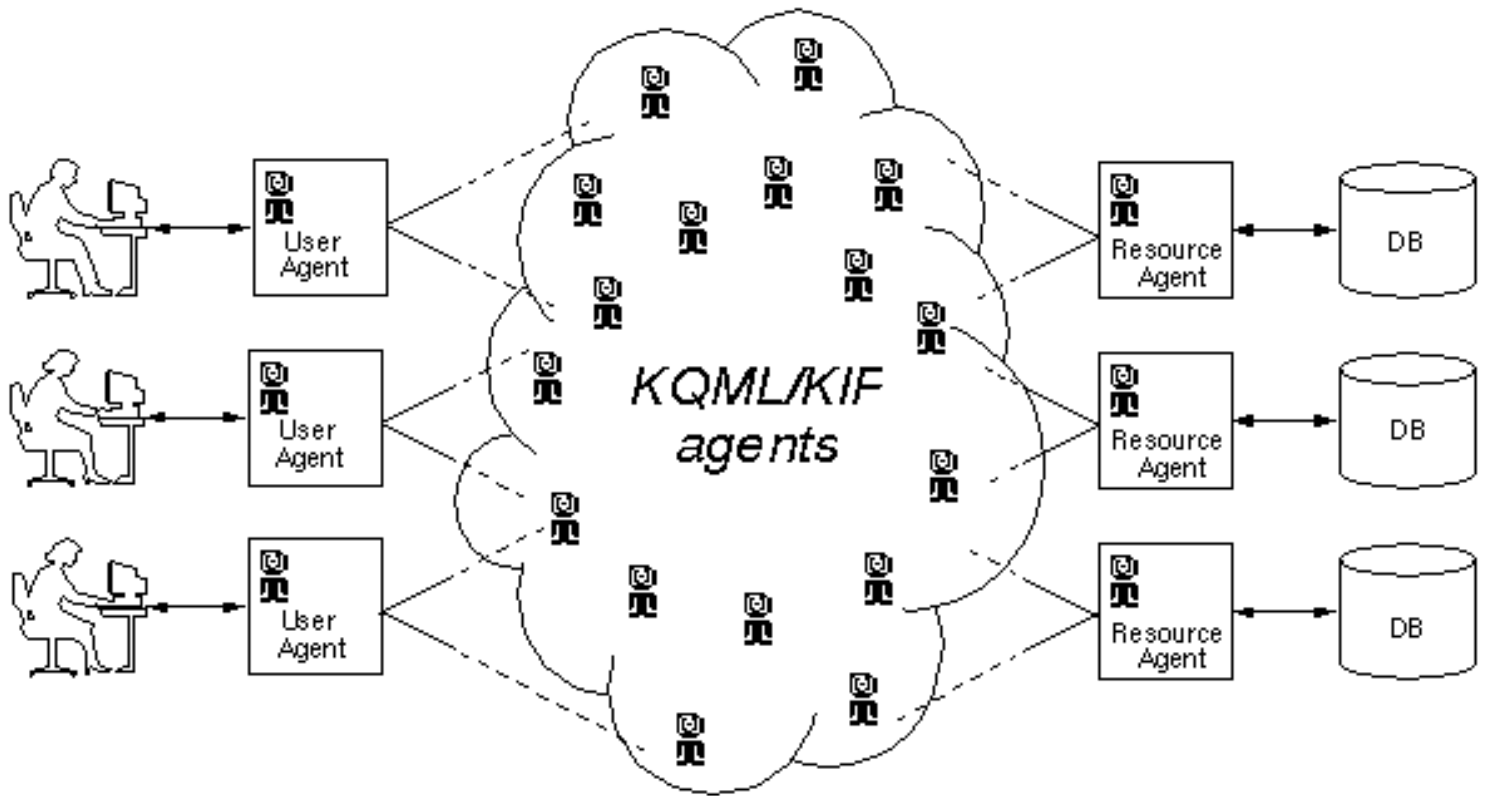 User
Agent
Resource
Agent
DB
KQML/KIF
agents
User
Agent
Resource
Agent
DB
User
Agent
Resource
Agent
DB